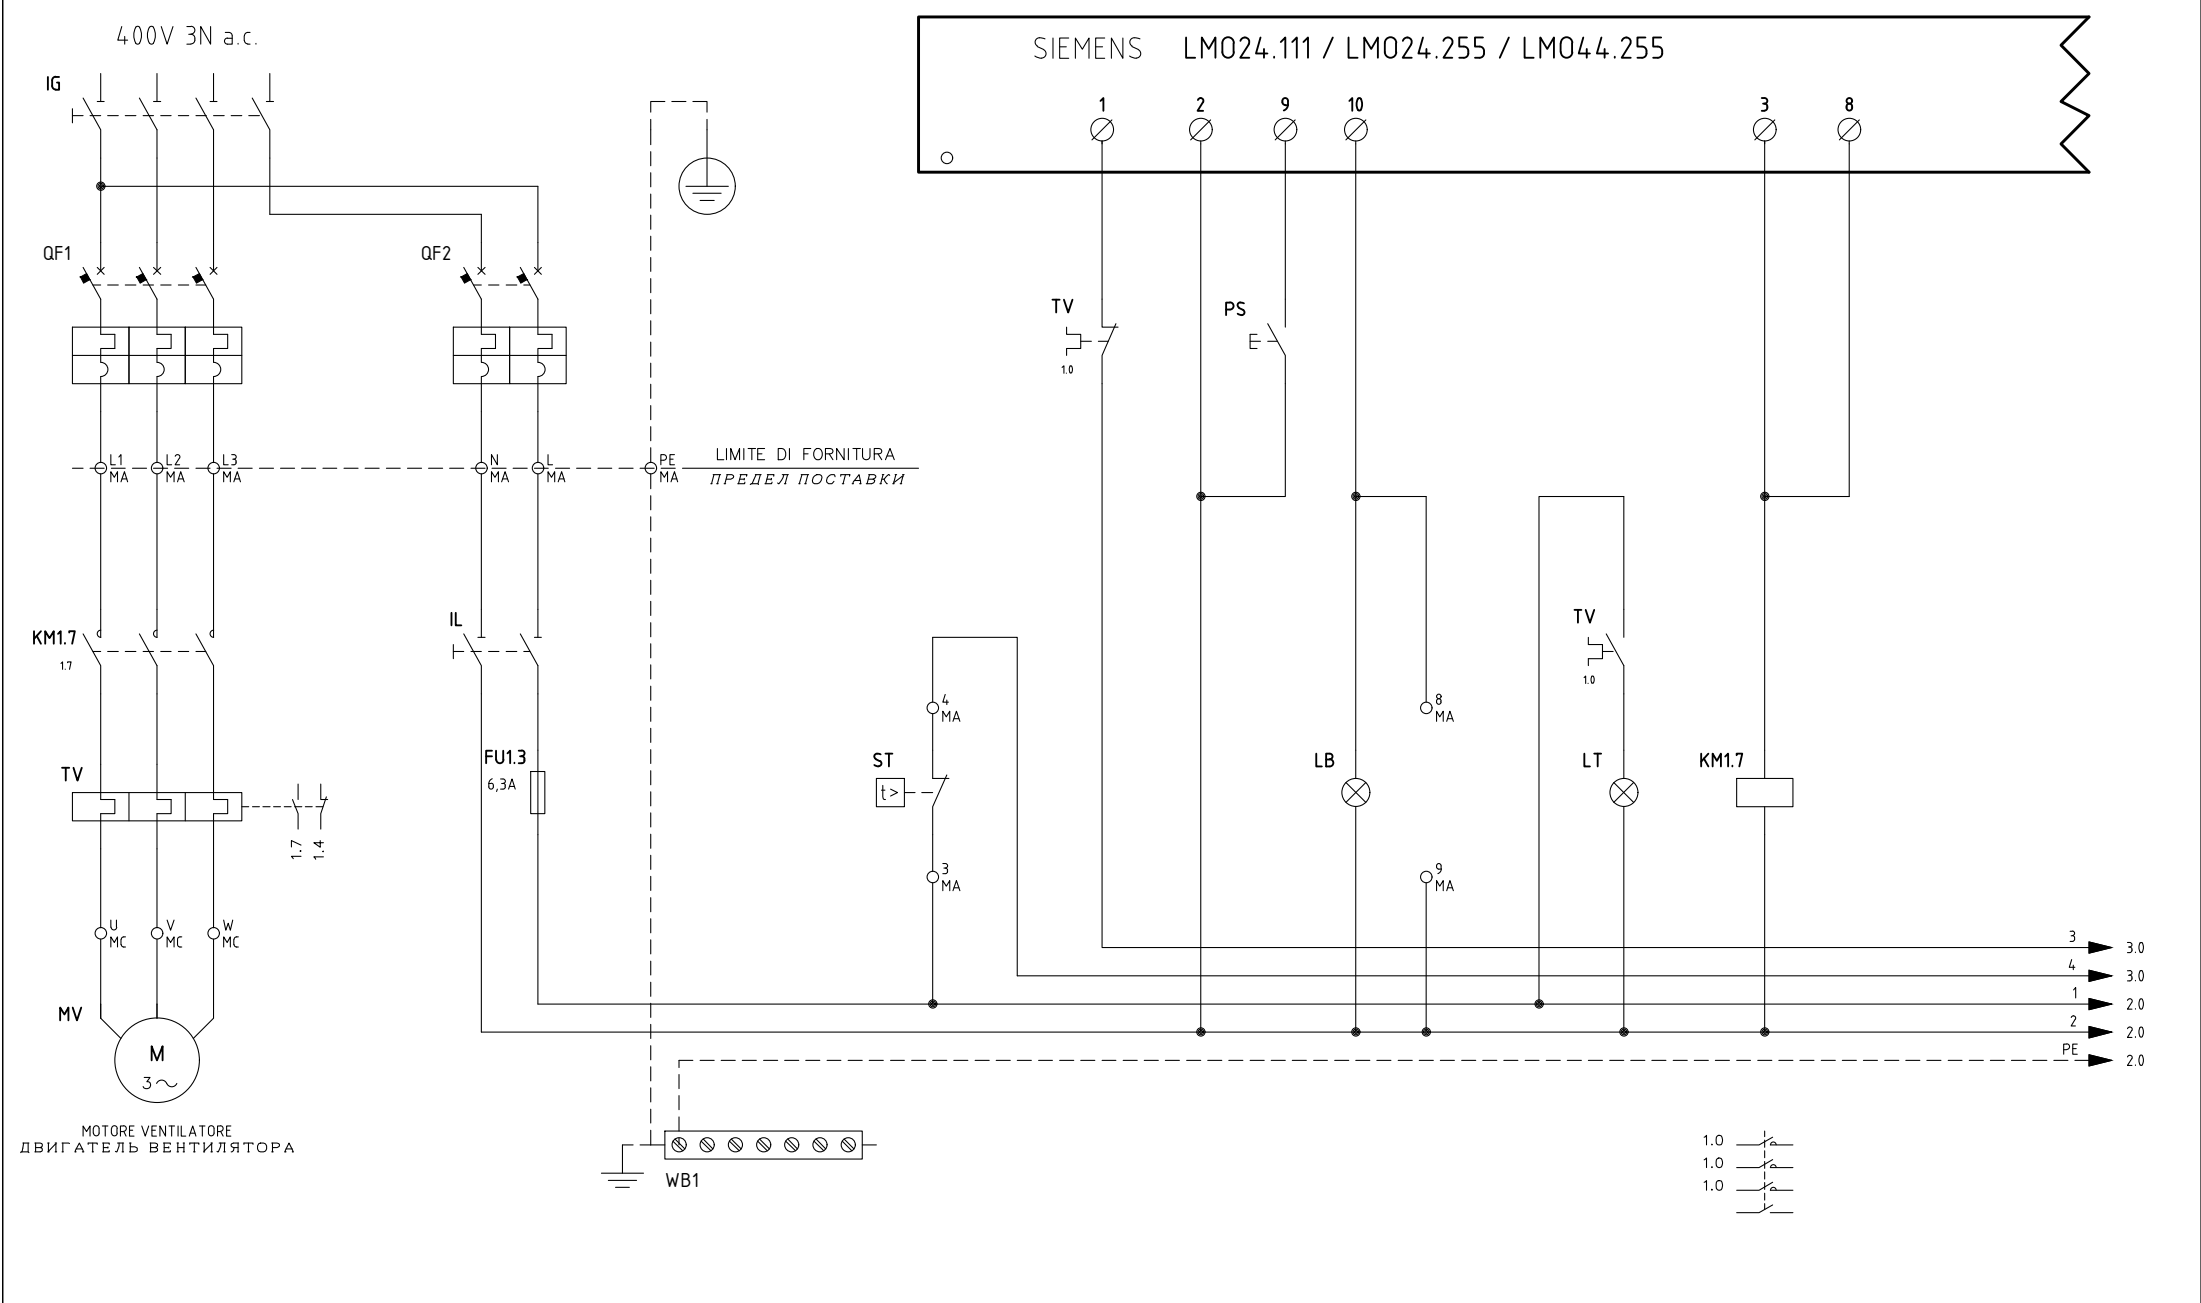 400V 3N a.c.
SIEMENS LMO24.111 / LMO24.255 / LMO44.255
IG
1 2 9 10 3 8
QF1
QF2
TV
1.0
PS
L1
MA
L2
MA
L3
MA
N
MA
L
MA
PE
MA
LIMITE DI FORNITURA
ПРЕДЕЛ ПОСТАВКИ
KM1.7
1.7
IL
TV
1.0
4
MA
8
MA
TV
1.7
1.4
FU1.3
6,3A
ST
t>
LB
LT
KM1.7
3
MA
9
MA
U
MC
V
MC
W
MC
3 3.0
4 3.0
1 2.0
2 2.0
PE 2.0
MV
M
3~
MOTORE VENTILATORE
ДВИГАТЕЛЬ ВЕНТИЛЯТОРА
WB1
1.0
1.0
1.0